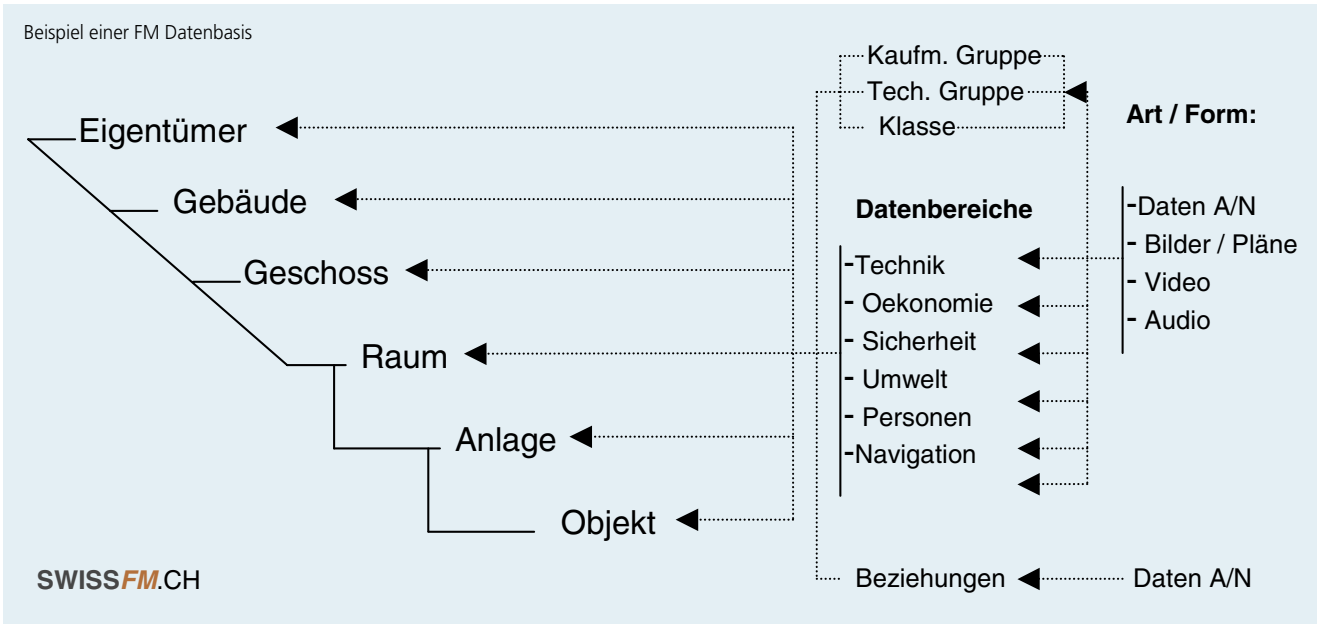 Beispiel einer FM Datenbasis
Eigentümer
Gebäude
Geschoss
Raum
Anlage
Objekt
Kaufm. Gruppe
Tech. Gruppe
Klasse
Datenbereiche
-Technik
- Oekonomie
- Sicherheit
- Umwelt
- Personen
-Navigation
Art / Form:
-Daten A/N
- Bilder / Pläne
- Video
- Audio
Beziehungen
Daten A/N
SWISSFM.CH